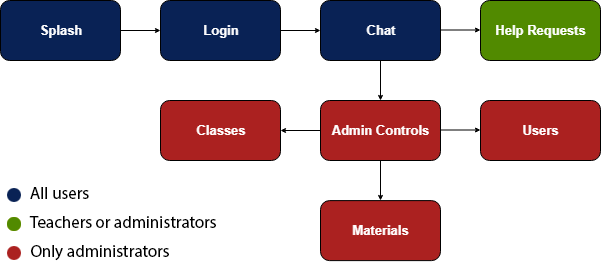 Splash
Login
Chat
Help Requests
Classes
Admin Controls
Users
Materials
All users
Teachers or administrators
Only administrators